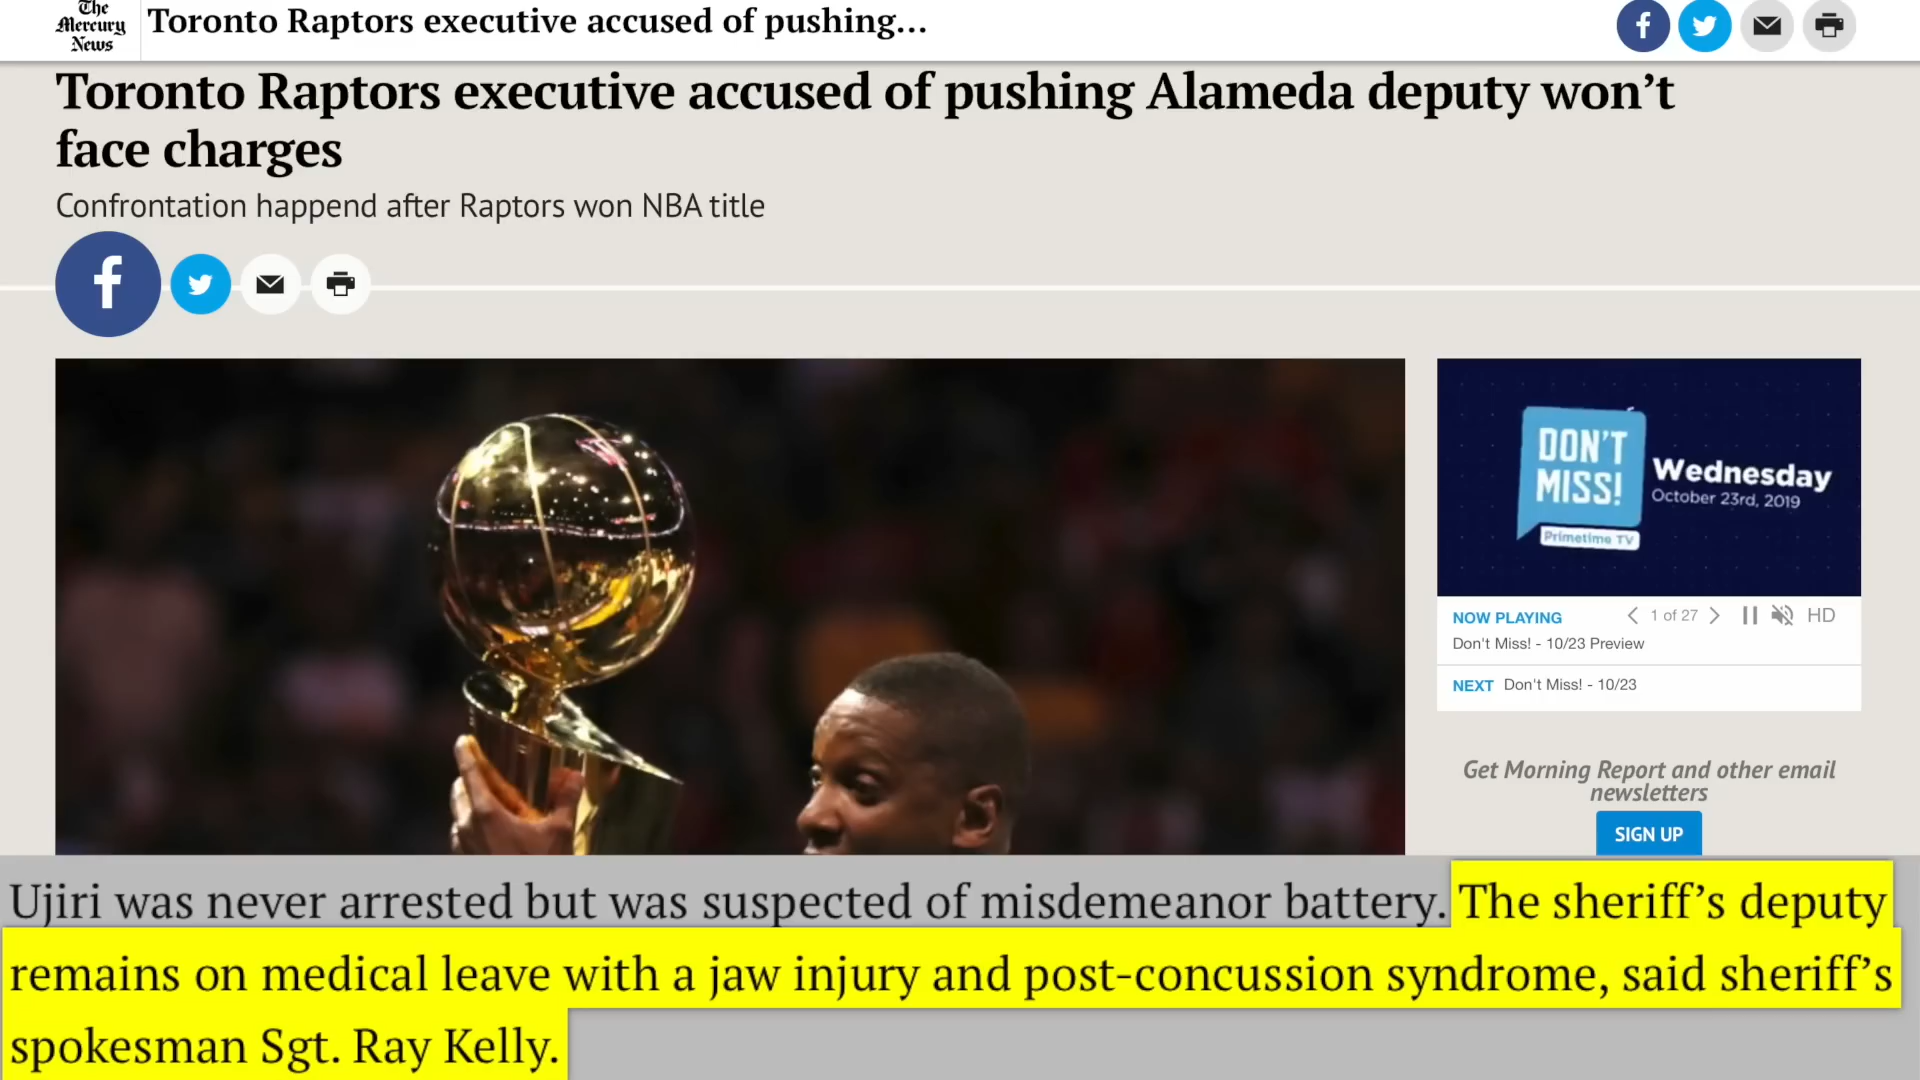 The
Mercury
News
Toronto Raptors executive accused of pushing...
Toronto Raptors executive accused of pushing Alameda deputy won’t
face charges
Confrontation happend after Raptors won NBA title
DON'T
MISS!
Primetime TV
Wednesday
October 23rd, 2019
NOW PLAYING
1 of 27
HD
Don't Miss! - 10/23 Preview
NEXT Don't Miss! - 10/23
Get Morning Report and other email
newsletters
SIGN UP
Ujiri was never arrested but was suspected of misdemeanor battery. The sheriff’s deputy
remains on medical leave with a jaw injury and post-concussion syndrome, said sheriff’s
spokesman Sgt. Ray Kelly.